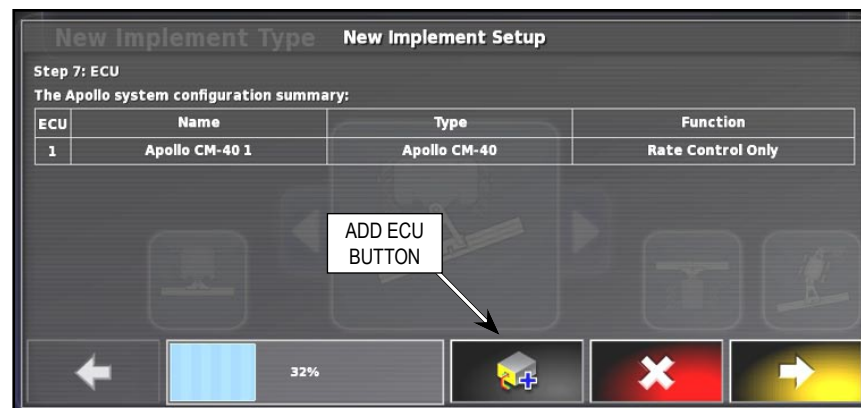 New Implement Type
New Implement Setup
Step 7: ECU
The Apollo system configuration summary:
ECU Name Type Function
1 Apollo CM-40 1 Apollo CM-40 Rate Control Only
ADD ECU
BUTTON
32%